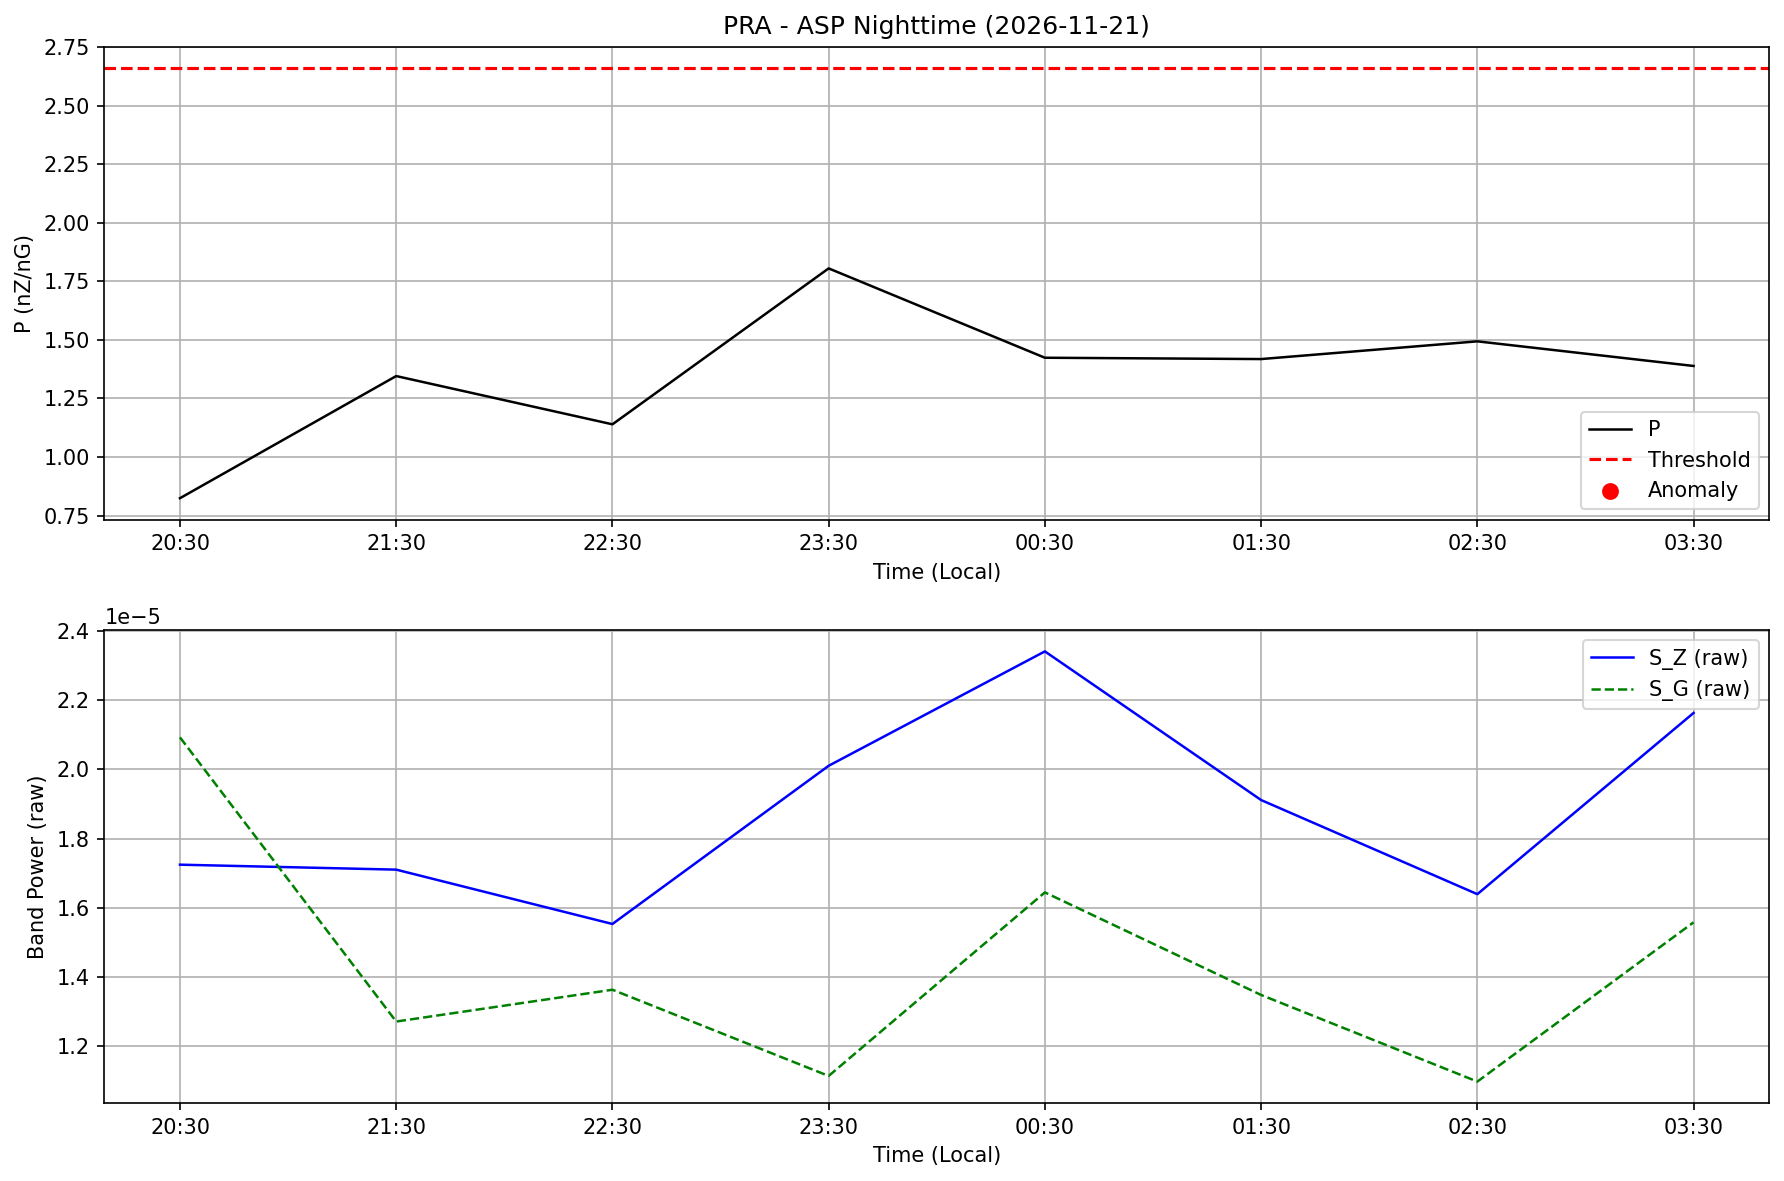 PRA - ASP Nighttime (2026-11-21)
P (nZ/nG)
2.75
2.50
2.25
2.00
1.75
1.50
1.25
1.00
0.75
P
Threshold
Anomaly
20:30 21:30 22:30 23:30 00:30 01:30 02:30 03:30
Time (Local)
1e−5
Band Power (raw)
2.4
2.2
2.0
1.8
1.6
1.4
1.2
S_Z (raw)
S_G (raw)
20:30 21:30 22:30 23:30 00:30 01:30 02:30 03:30
Time (Local)